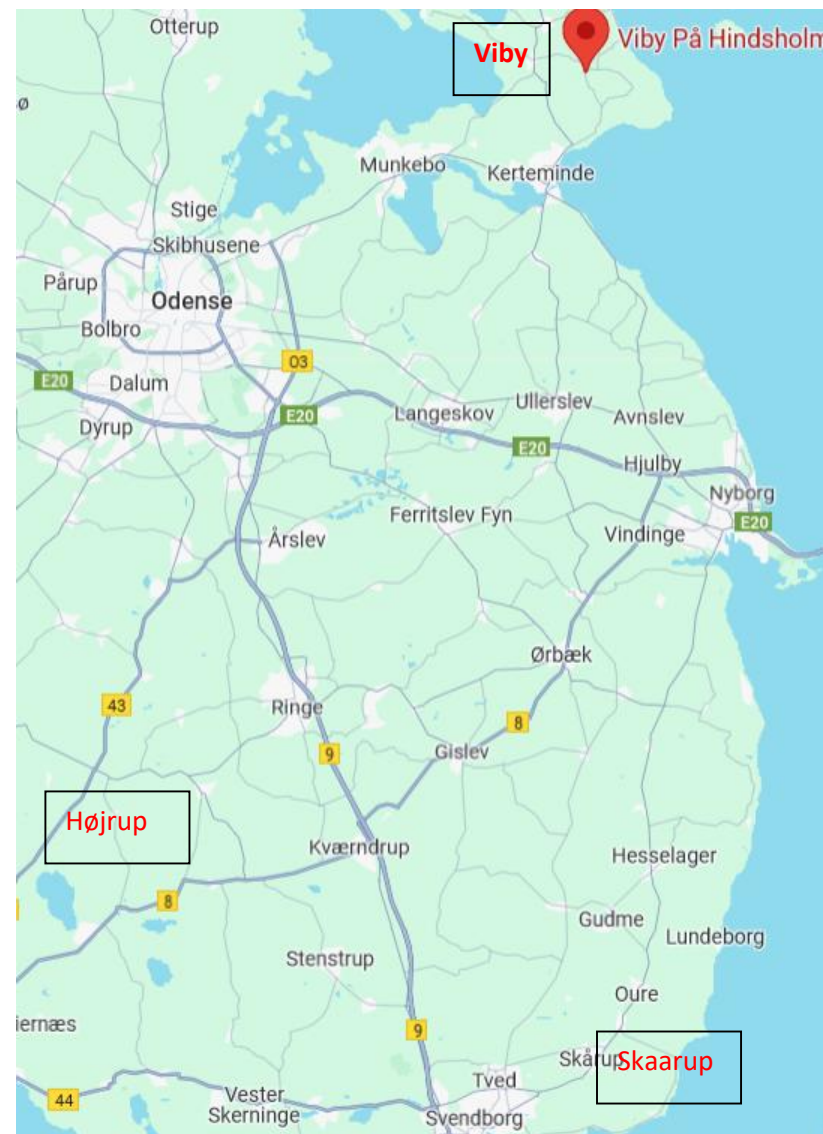 Otterup
Viby
Viby På Hindsholm
ø
Munkebo
Kerteminde
Stige
Skibhusene
Pårup
Odense
Bolbro
03
E20
Dalum
Ullerslev
E20
Langeskov
Avnslev
Dyrup
E20
Hjulby
Nyborg
Ferritslev Fyn
E20
Vindinge
Årslev
Ørbæk
43
Ringe
8
9
Gislev
Højrup
Kværndrup
Hesselager
8
Gudme
Lundeborg
Stenstrup
Oure
iernæs
9
Skårup
Skaarup
Tved
44
Vester
Skerninge
Svendborg